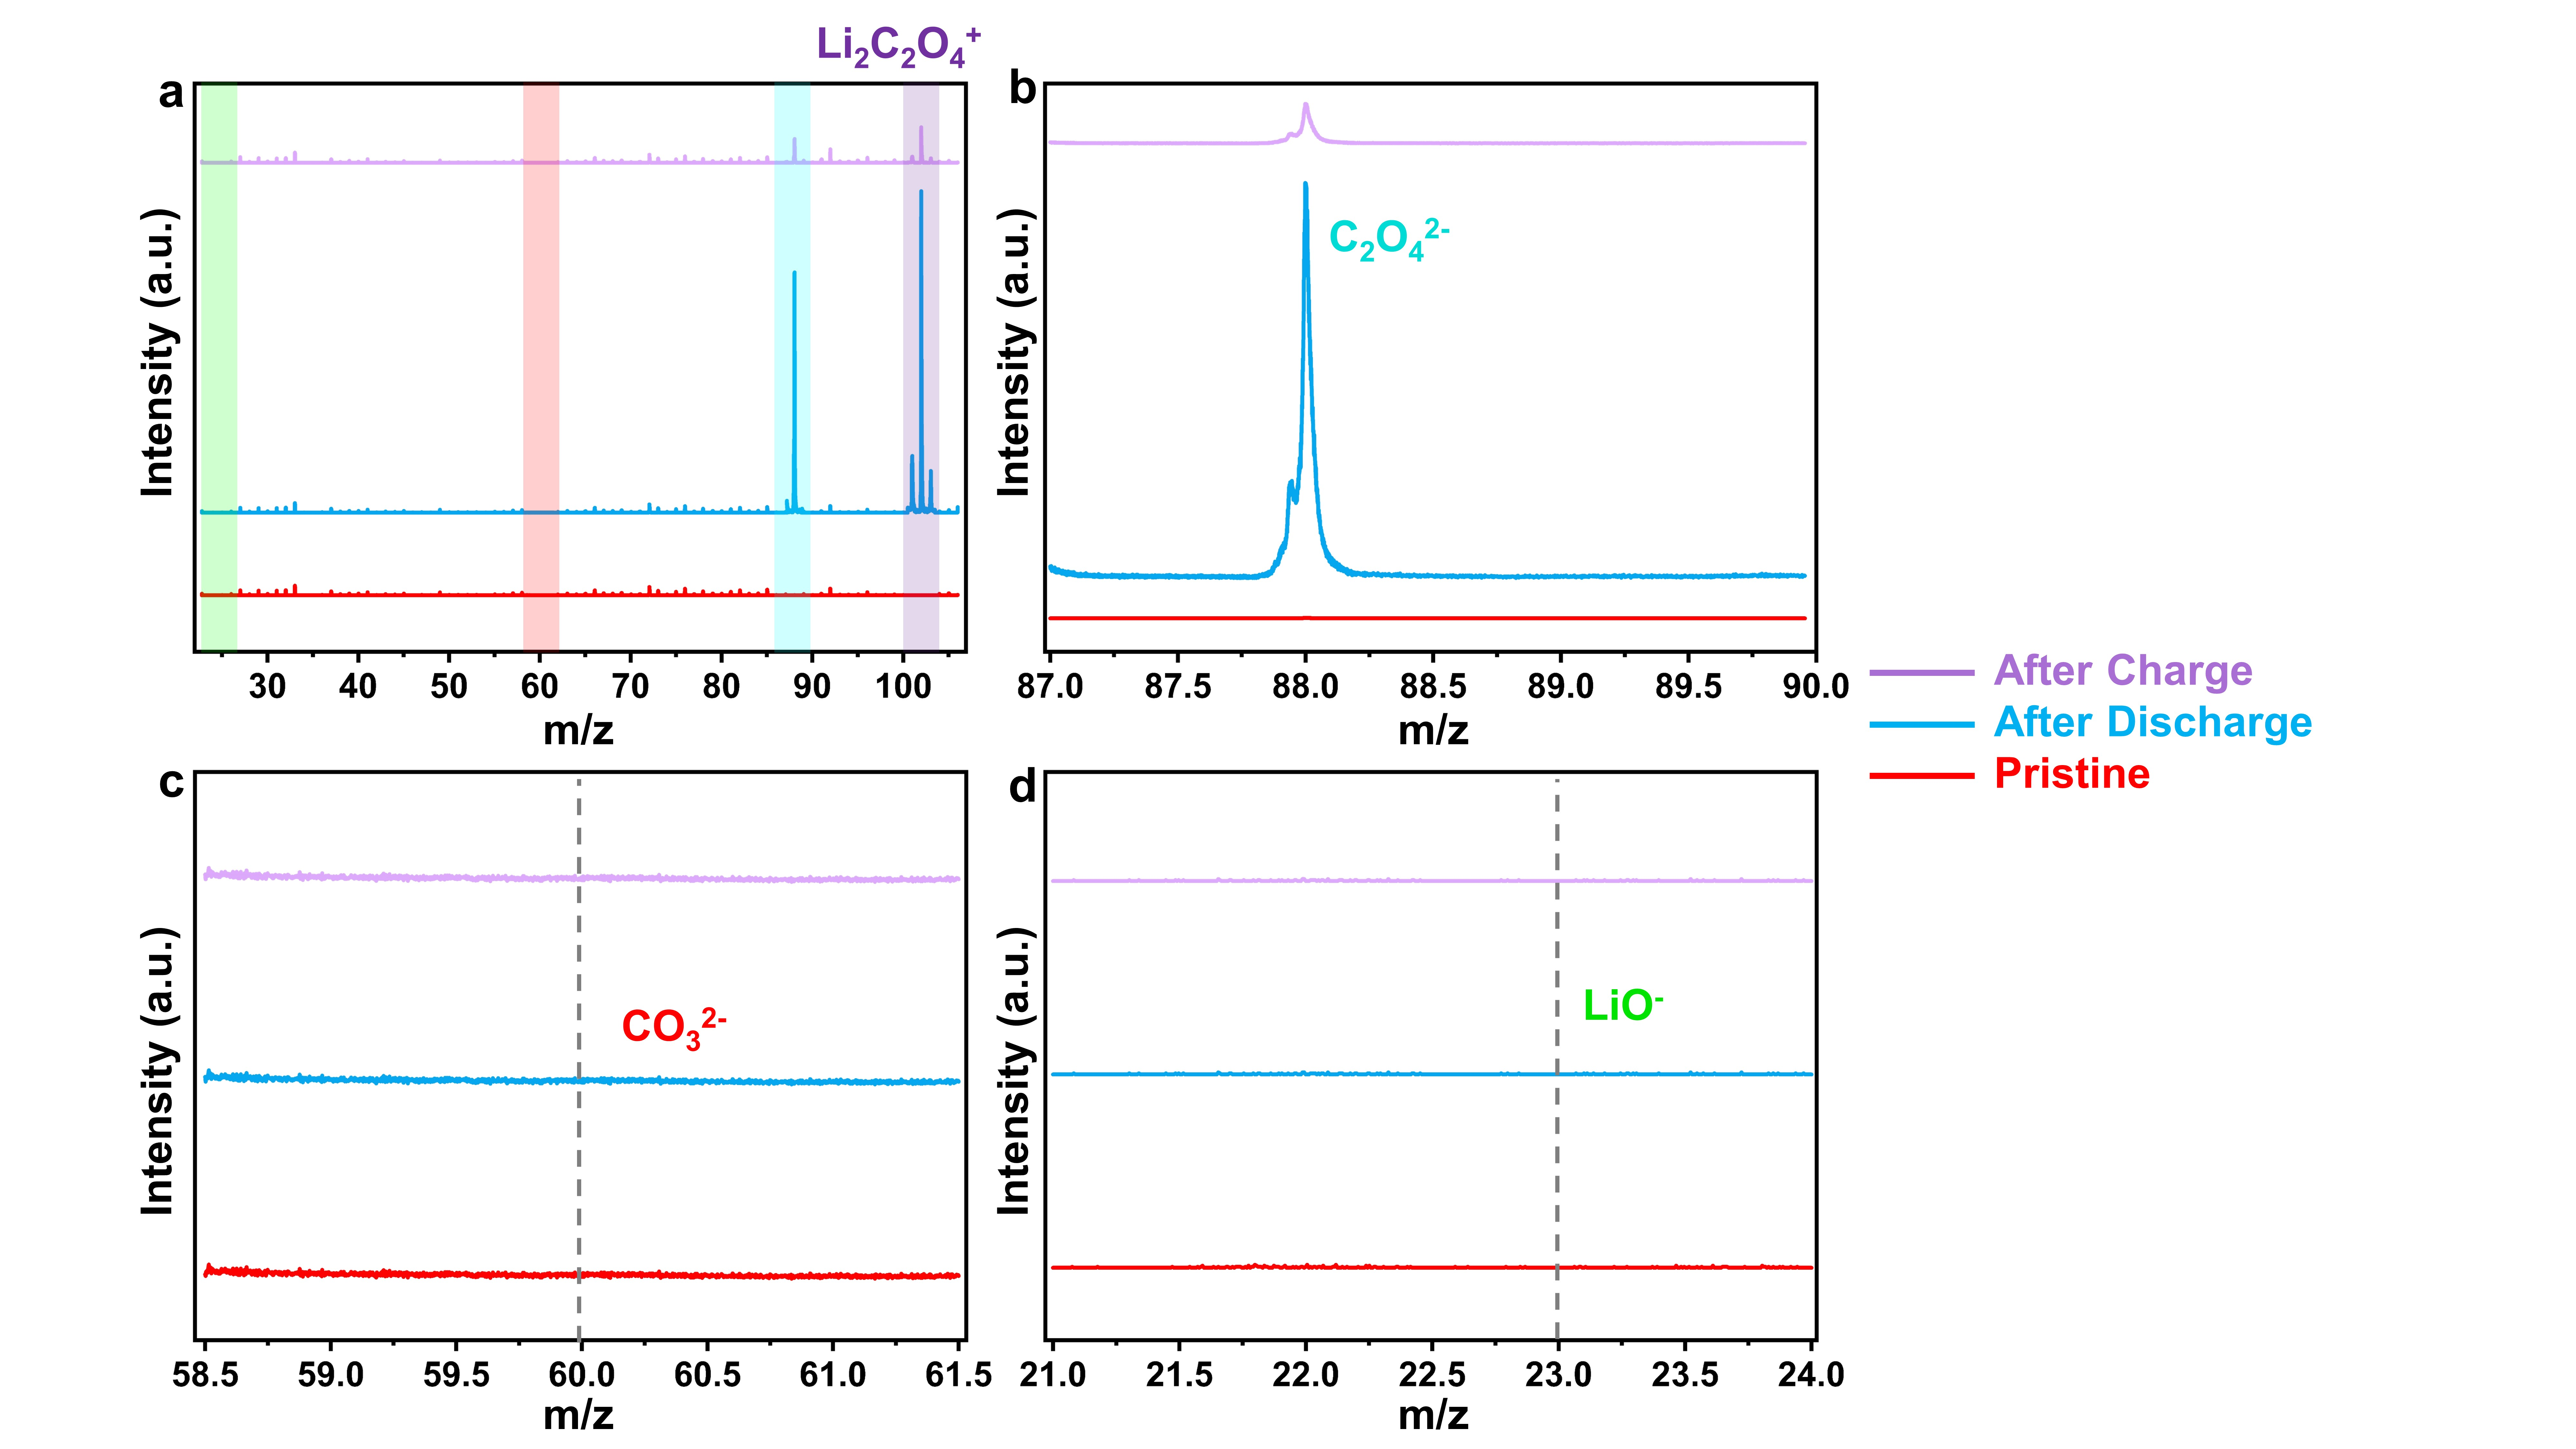 Li₂C₂O₄⁺
a
Intensity (a.u.)
30 40 50 60 70 80 90 100
m/z
b
Intensity (a.u.)
C₂O₄²⁻
87.0 87.5 88.0 88.5 89.0 89.5 90.0
m/z
After Charge
After Discharge
Pristine
c
Intensity (a.u.)
CO₃²⁻
58.5 59.0 59.5 60.0 60.5 61.0 61.5
m/z
d
Intensity (a.u.)
LiO⁻
21.0 21.5 22.0 22.5 23.0 23.5 24.0
m/z